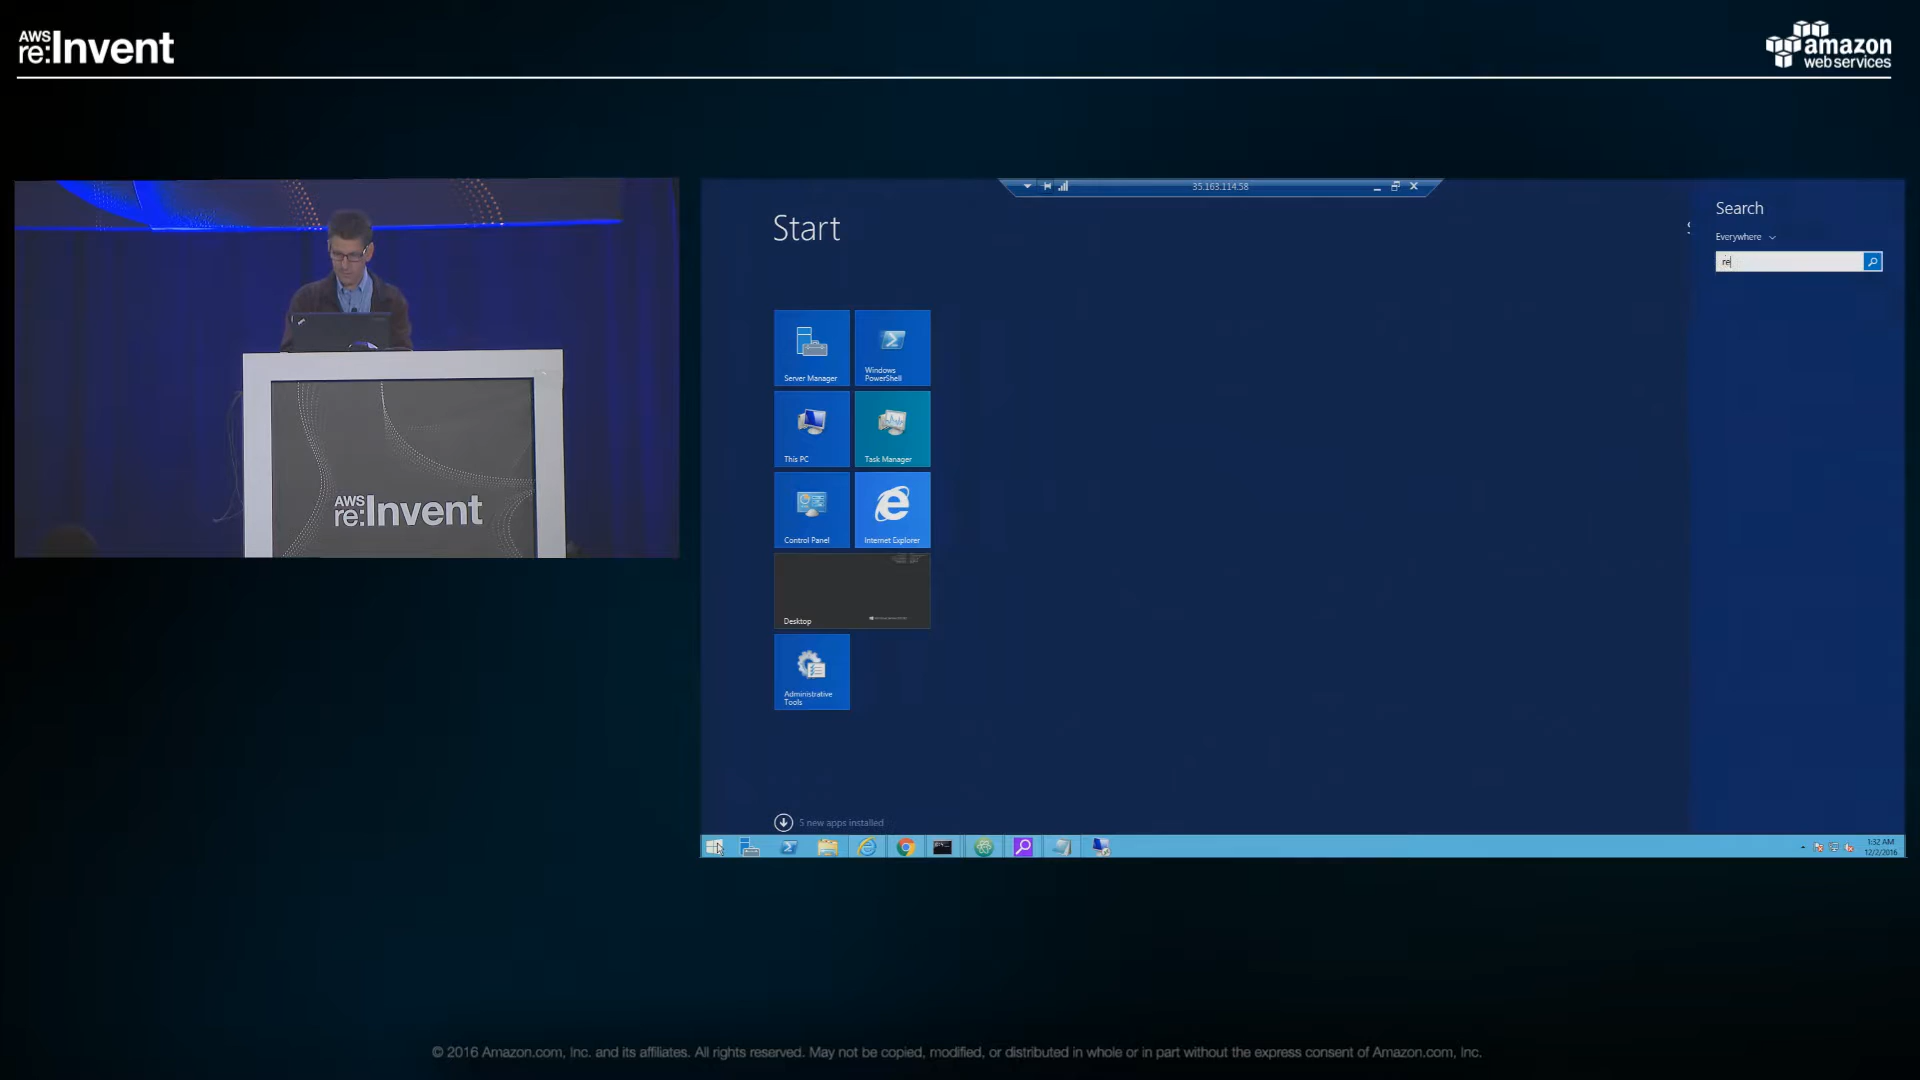 AWS
re:Invent
amazon
web services
AWS
re:Invent
35.163.114.58
Start
Server Manager
Windows
PowerShell
This PC
Task Manager
Control Panel
Internet Explorer
Desktop
Administrative
Tools
5 new apps installed
Search
Everywhere
re
1:32 AM
12/2/2016
© 2016 Amazon.com, Inc. and its affiliates. All rights reserved. May not be copied, modified, or distributed in whole or in part without the express consent of Amazon.com, Inc.